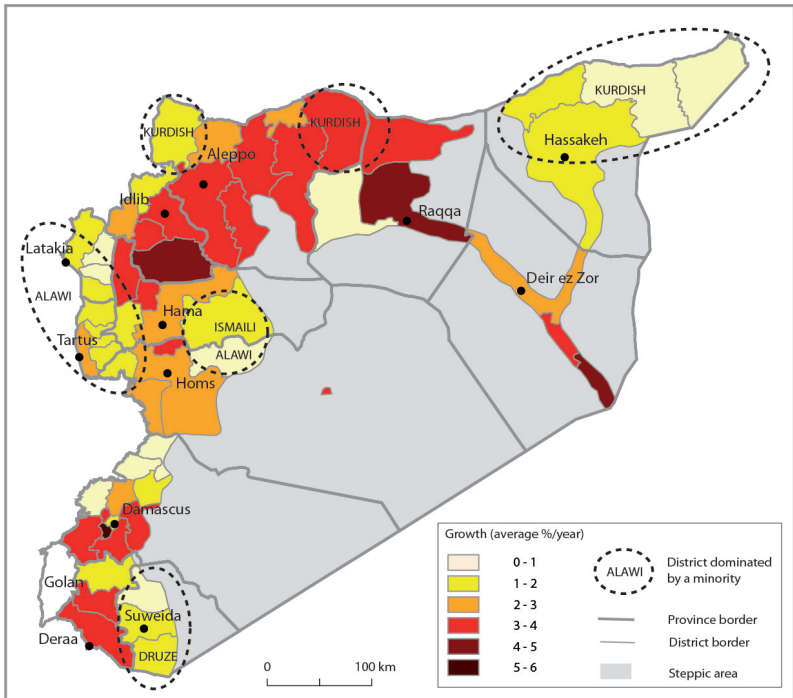 KURDISH
Hassakeh
KURDISH
KURDISH
Aleppo
Idlib
Raqqa
Latakia
ALAWI
Deir ez Zor
Hama
ISMAILI
Tartus
ALAWI
Homs
Damascus
Golan
Suweida
Deraa
DRUZE
0 100 km
Growth (average %/year)
0 - 1
1 - 2
2 - 3
3 - 4
4 - 5
5 - 6
ALAWI
District dominated
by a minority
Province border
District border
Steppic area